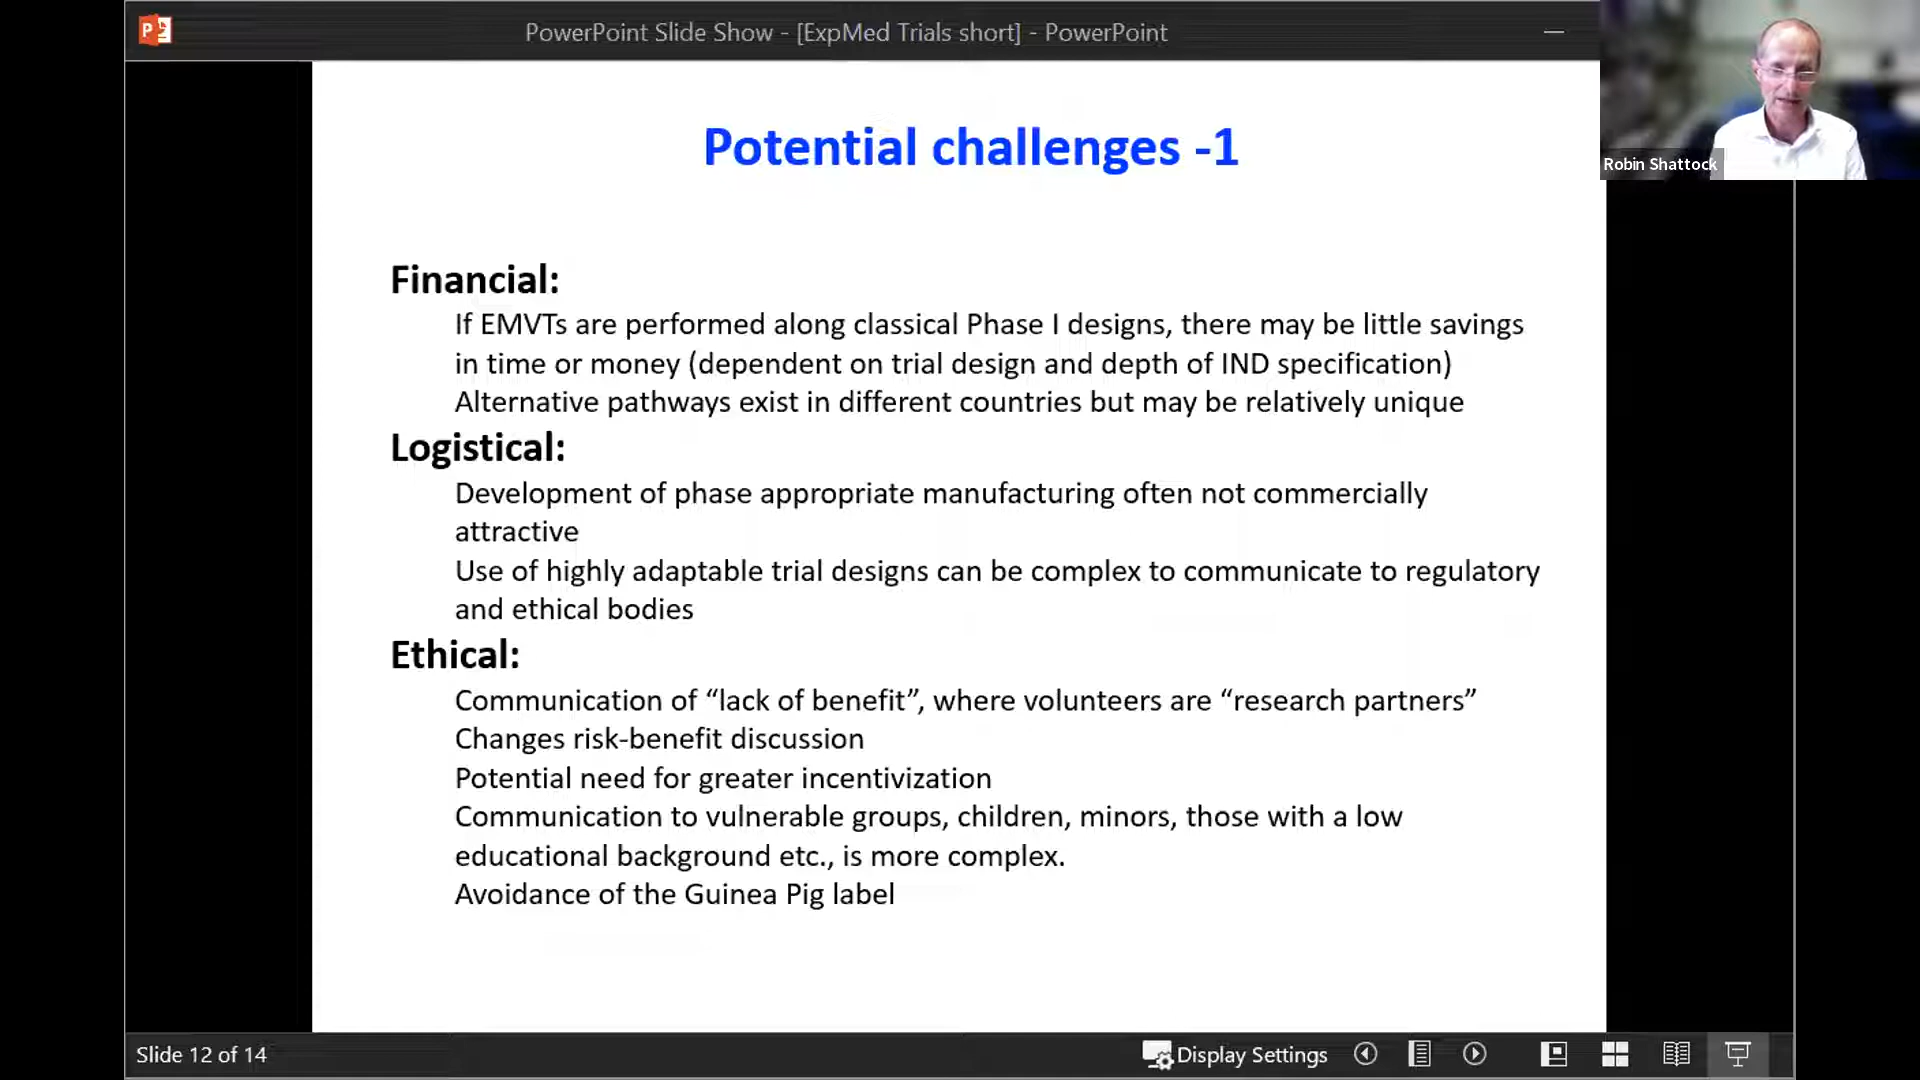 PowerPoint Slide Show - [ExpMed Trials short] - PowerPoint
Robin Shattock
Potential challenges -1
Financial:
If EMVTs are performed along classical Phase I designs, there may be little savings
in time or money (dependent on trial design and depth of IND specification)
Alternative pathways exist in different countries but may be relatively unique
Logistical:
Development of phase appropriate manufacturing often not commercially
attractive
Use of highly adaptable trial designs can be complex to communicate to regulatory
and ethical bodies
Ethical:
Communication of “lack of benefit”, where volunteers are “research partners”
Changes risk-benefit discussion
Potential need for greater incentivization
Communication to vulnerable groups, children, minors, those with a low
educational background etc., is more complex.
Avoidance of the Guinea Pig label
Slide 12 of 14
Display Settings